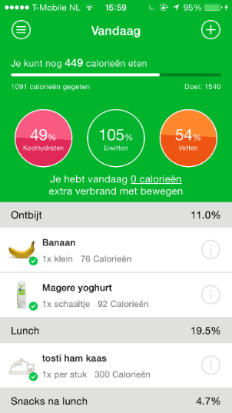 T-Mobile NL 15:59 95%
Vandaag
Je kunt nog 449 calorieën eten
1091 calorieën gegeten Doel: 1540
49% 105% 54%
Koolhydraten Eiwitten Vetten
Je hebt vandaag 0 calorieën
extra verbrand met bewegen
Ontbijt 11.0%
Banaan
1x klein 76 Calorieën
Magere yoghurt
1x schaaltje 92 Calorieën
Lunch 19.5%
tosti ham kaas
1x per stuk 300 Calorieën
Snacks na lunch 4.7%